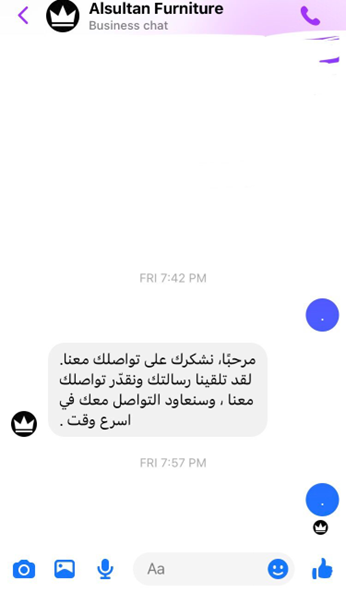 Alsultan Furniture
Business chat
FRI 7:42 PM
.
مرحبًا، نشكرك على تواصلك معنا.
لقد تلقينا رسالتك ونقدّر تواصلك
معنا ، وسنعاود التواصل معك في
اسرع وقت .
FRI 7:57 PM
.
Aa